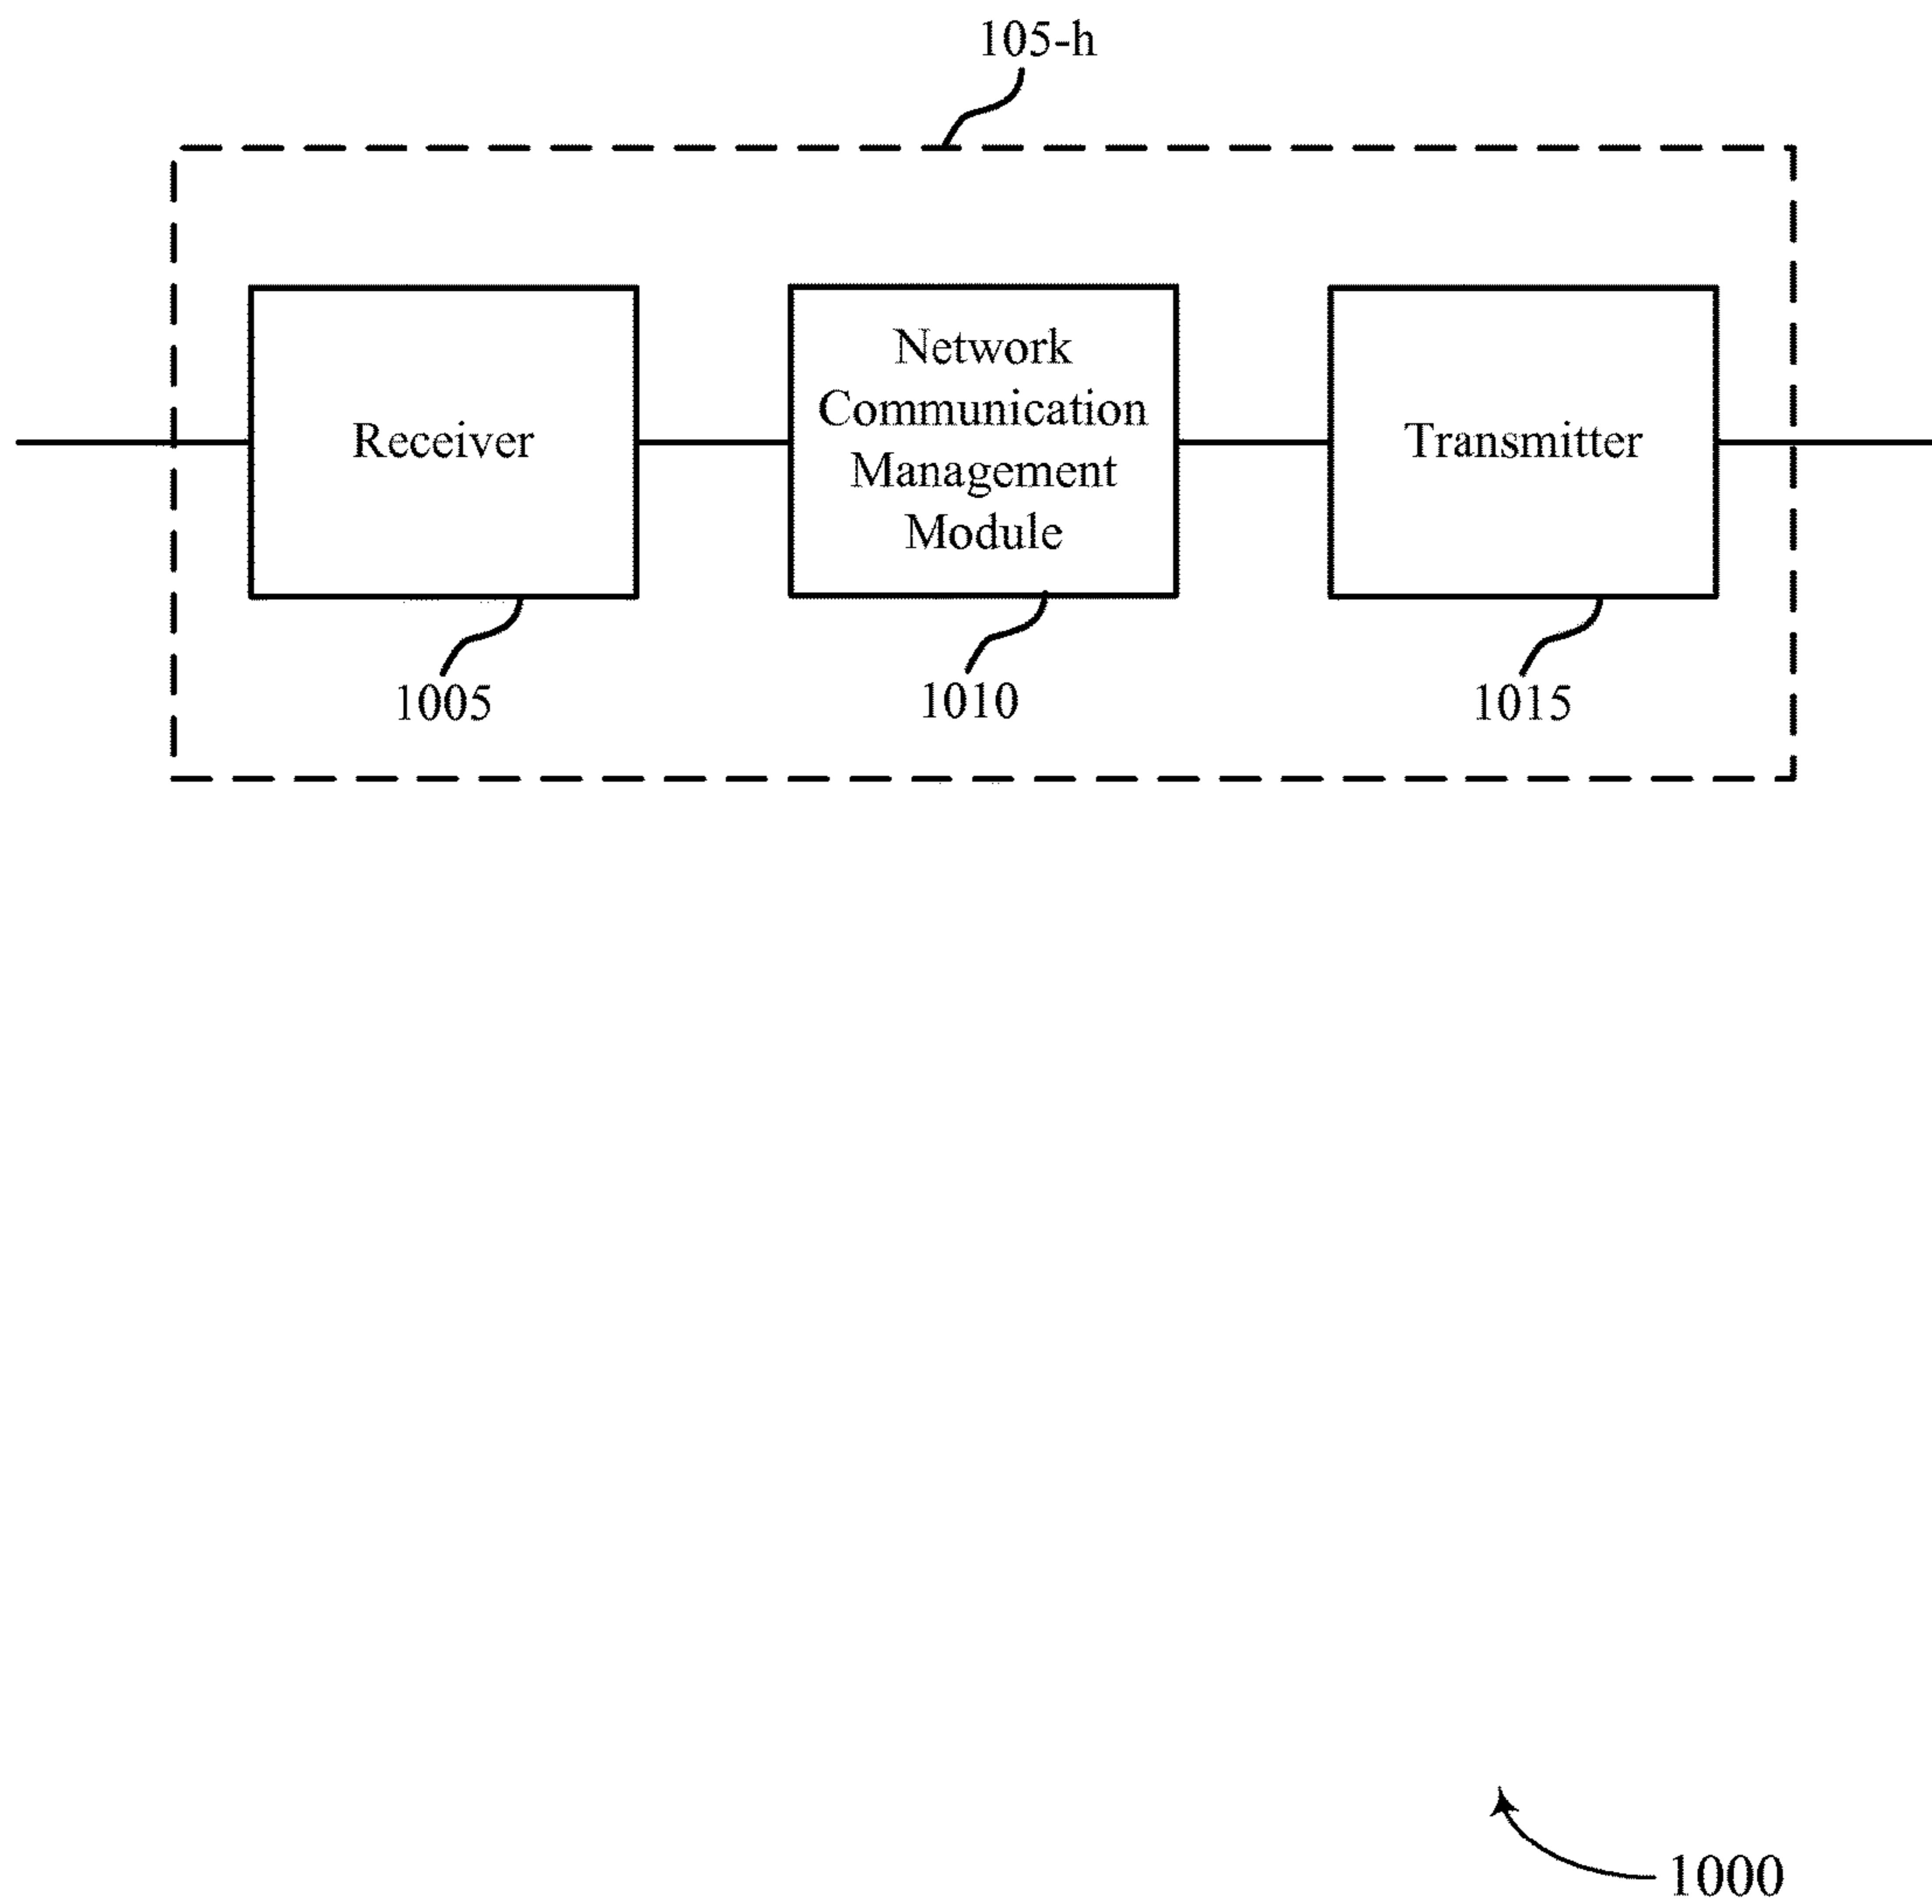 105-h
Receiver
Network
Communication
Management
Module
Transmitter
1005
1010
1015
1000